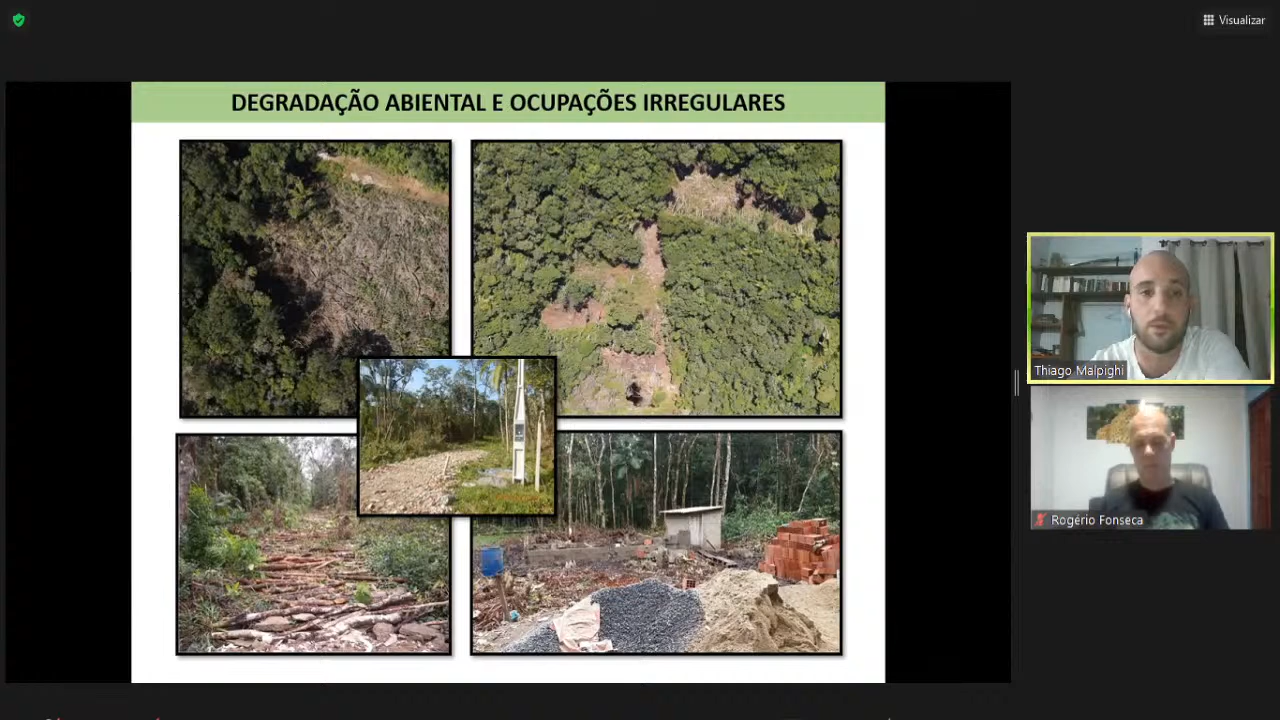 Visualizar
DEGRADAÇÃO ABIENTAL E OCUPAÇÕES IRREGULARES
Thiago Malpighi
Rogério Fonseca